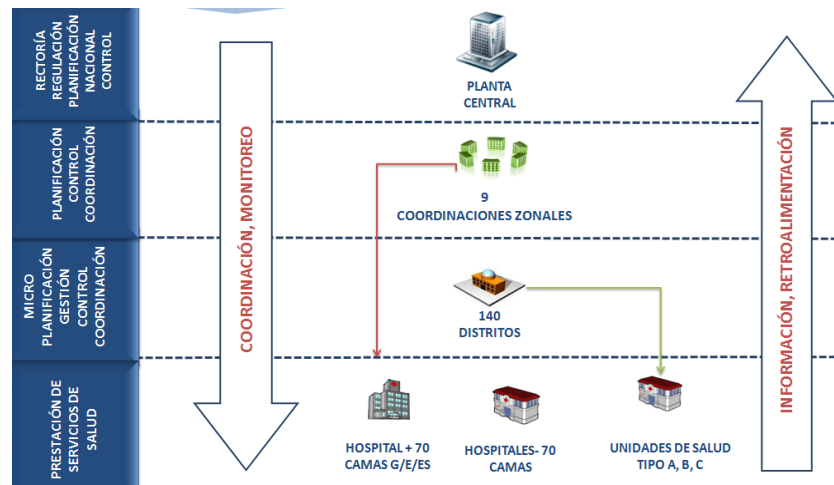 RECTORÍA
REGULACIÓN
PLANIFICACIÓN
NACIONAL
CONTROL
PLANTA
CENTRAL
PLANIFICACIÓN
CONTROL
COORDINACIÓN
9
COORDINACIONES ZONALES
MICRO
PLANIFICACIÓN
GESTIÓN
CONTROL
COORDINACIÓN
140
DISTRITOS
PRESTACIÓN DE
SERVICIOS DE
SALUD
HOSPITAL + 70
CAMAS G/E/ES
HOSPITALES- 70
CAMAS
UNIDADES DE SALUD
TIPO A, B, C
COORDINACIÓN, MONITOREO
INFORMACIÓN, RETROALIMENTACIÓN